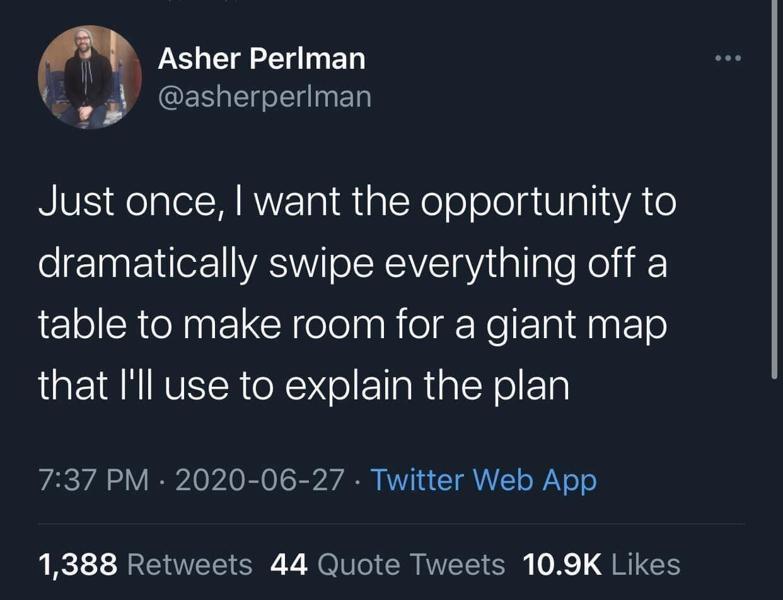 Asher Perlman
@asherperlman
Just once, I want the opportunity to
dramatically swipe everything off a
table to make room for a giant map
that I'll use to explain the plan
7:37 PM · 2020-06-27 · Twitter Web App
1,388 Retweets 44 Quote Tweets 10.9K Likes